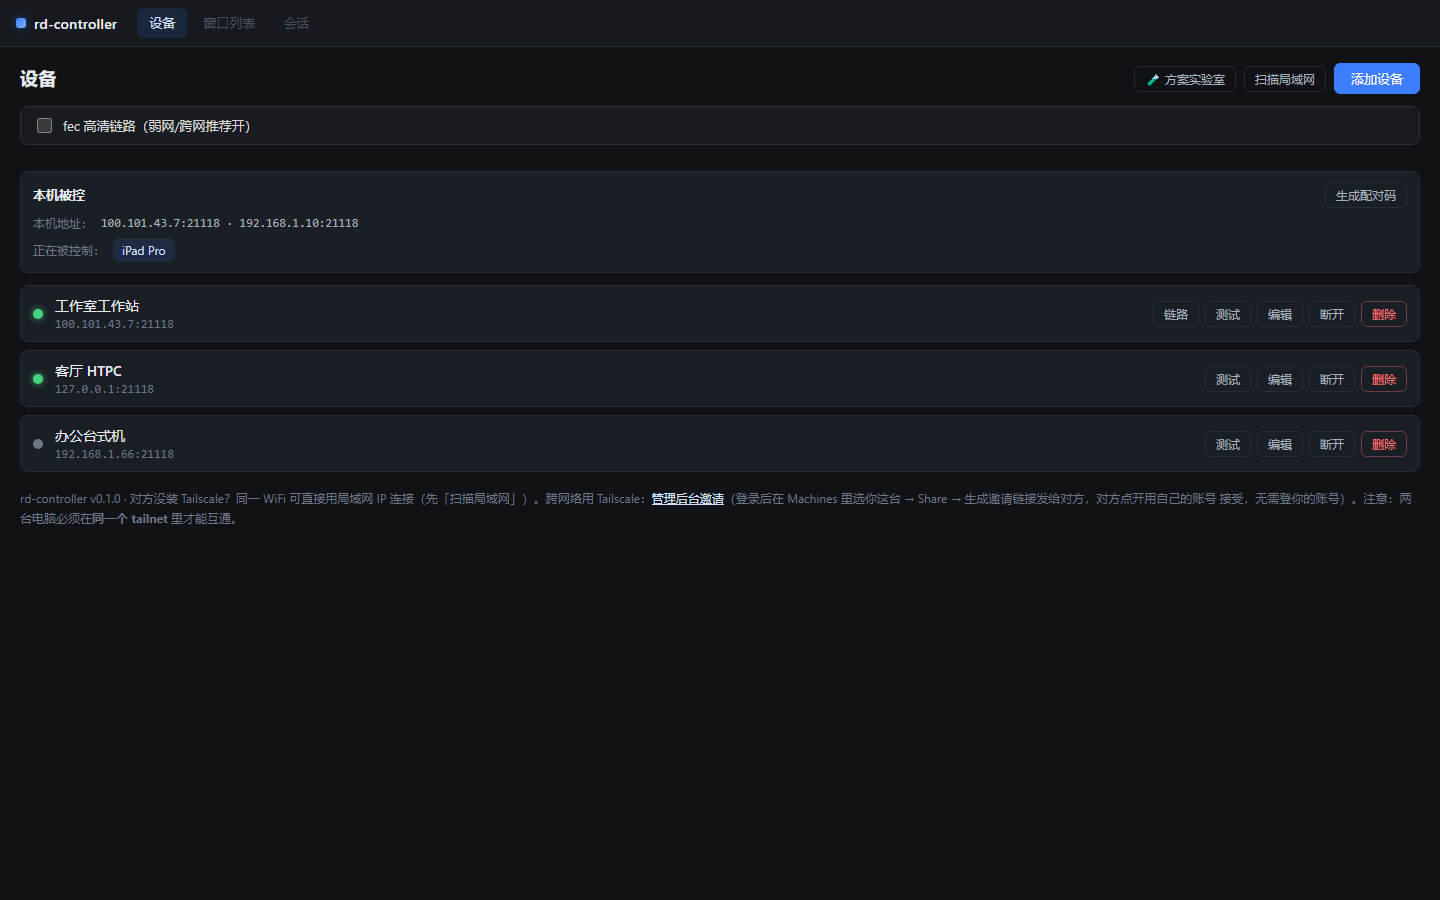 rd-controller 设备 窗口列表 会话
设备 方案实验室 扫描局域网 添加设备
fec 高清链路（弱网/跨网推荐开）
本机被控 生成配对码
本机地址： 100.101.43.7:21118 · 192.168.1.10:21118
正在被控制： iPad Pro
工作室工作站
100.101.43.7:21118
链路 测试 编辑 断开 删除
客厅 HTPC
127.0.0.1:21118
测试 编辑 断开 删除
办公台式机
192.168.1.66:21118
测试 编辑 断开 删除
rd-controller v0.1.0 · 对方没装 Tailscale？同一 WiFi 可直接用局域网 IP 连接（先「扫描局域网」）。跨网络用 Tailscale：管理后台邀请（登录后在 Machines 里选你这台 → Share → 生成邀请链接发给对方，对方点开用自己的账号 接受，无需登你的账号）。注意：两
台电脑必须在同一个 tailnet 里才能互通。